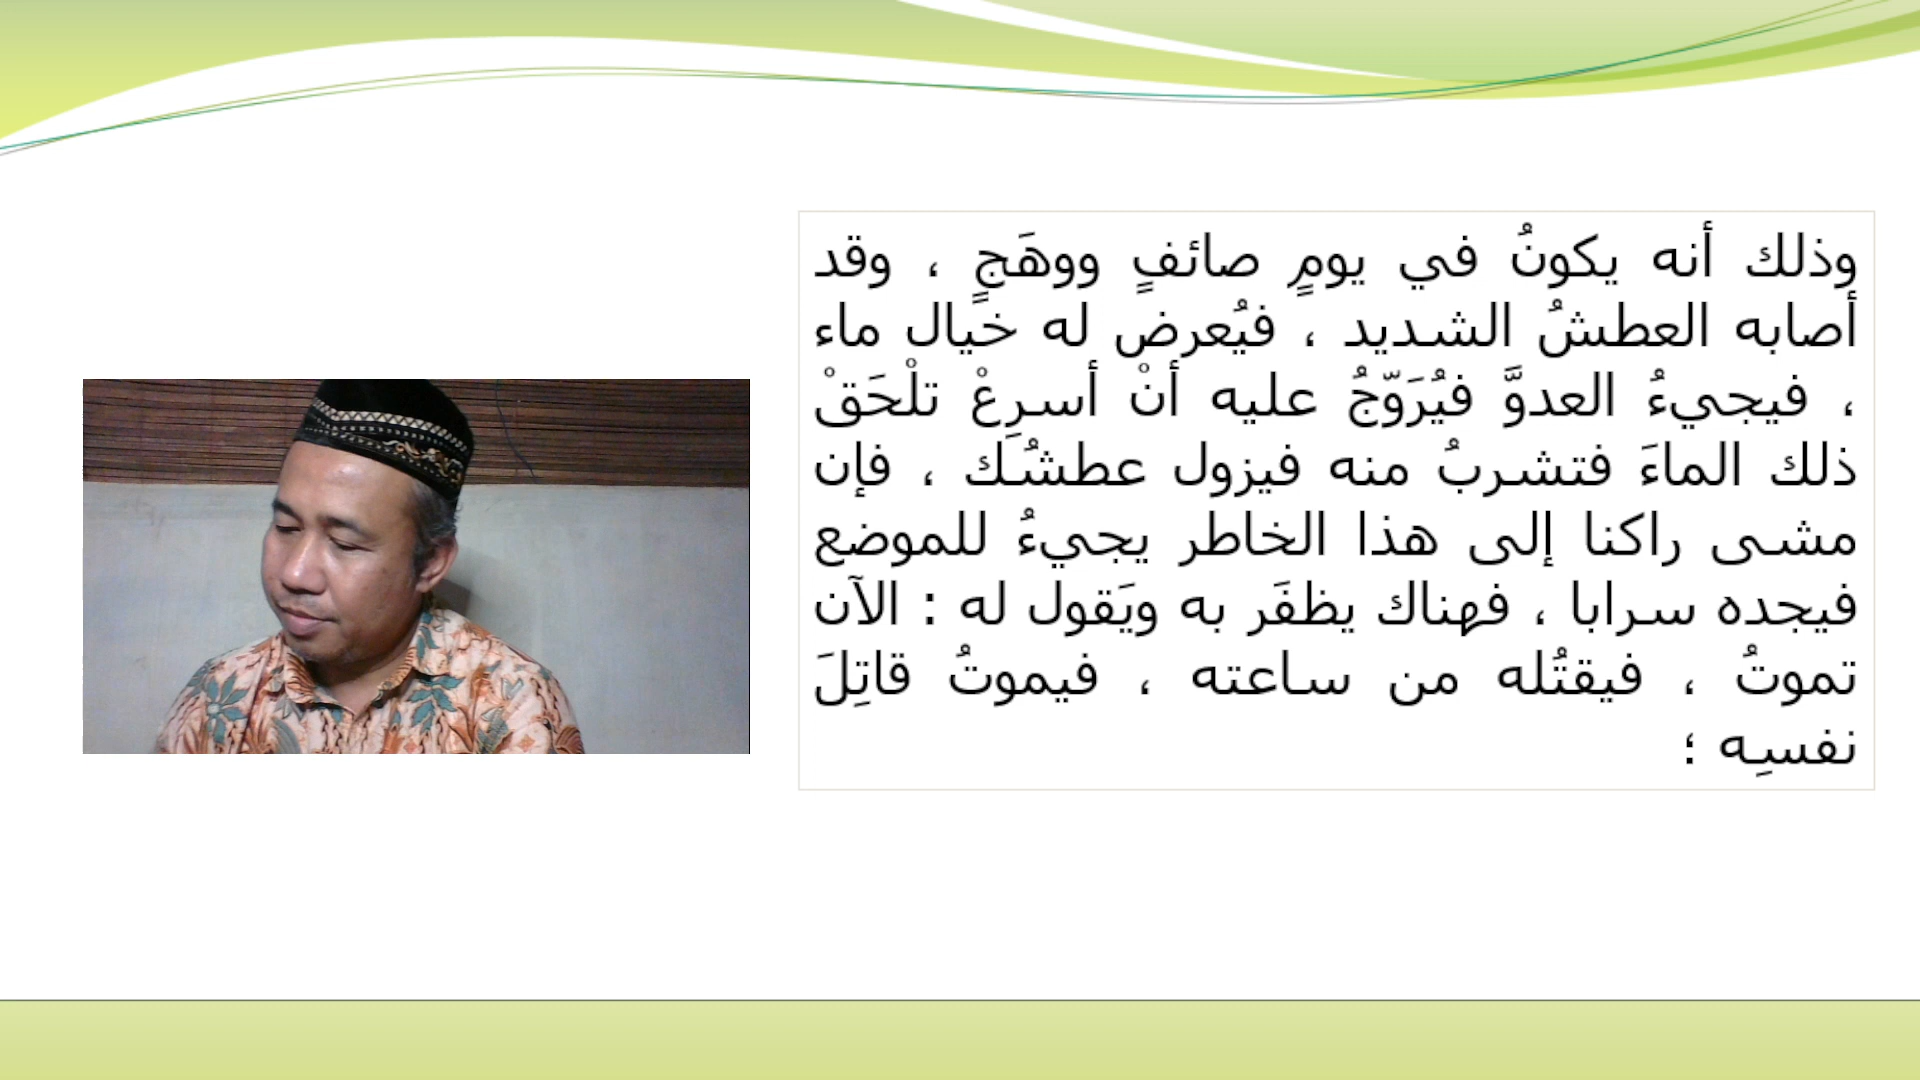 وذلك أنه يكونُ في يومٍ صائفٍ ووهَجٍ ، وقد
أصابه العطشُ الشديد ، فيُعرض له خيال ماء
، فيجيءُ العدوَّ فيُرَوّجُ عليه أنْ أسرِعْ تلْحَقْ
ذلك الماءَ فتشربُ منه فيزول عطشُك ، فإن
مشى راكنا إلى هذا الخاطر يجيءُ للموضع
فيجده سرابا ، فهناك يظفَر به ويَقول له : الآن
تموتُ ، فيقتُله من ساعته ، فيموتُ قاتِلَ
نفسِه ؛